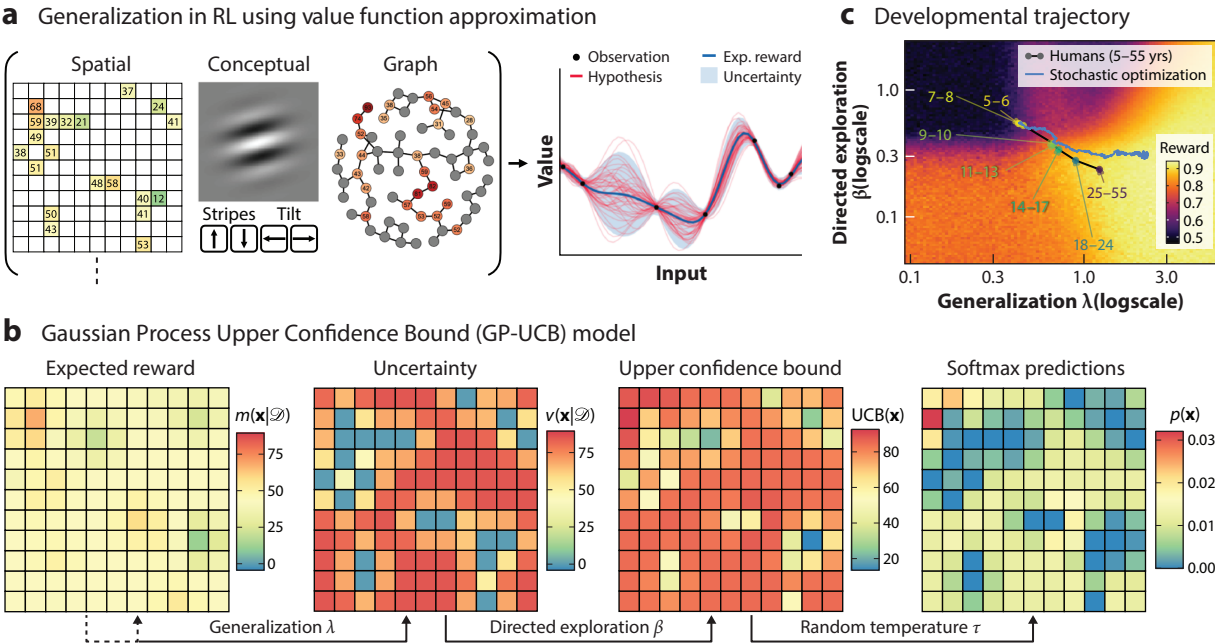 a Generalization in RL using value function approximation
Spatial
Conceptual
Graph
37
68 24
59 39 32 21 41
49
38 51
51
48 58
40 12
50 41
43
53
Stripes Tilt
Observation
Hypothesis
Exp. reward
Uncertainty
Value
Input
c Developmental trajectory
Humans (5–55 yrs)
Stochastic optimization
7–8
5–6
9–10
11–13
14–17
18–24
25–55
Reward
0.9
0.8
0.7
0.6
0.5
Directed exploration
β(logscale)
1.0
0.3
0.1
0.1 0.3 1.0 3.0
Generalization λ(logscale)
b Gaussian Process Upper Confidence Bound (GP-UCB) model
Expected reward
m(x|𝒟)
75
50
25
0
Uncertainty
v(x|𝒟)
75
50
25
0
Upper confidence bound
UCB(x)
80
60
40
20
Softmax predictions
p(x)
0.03
0.02
0.01
0.00
Generalization λ
Directed exploration β
Random temperature τ